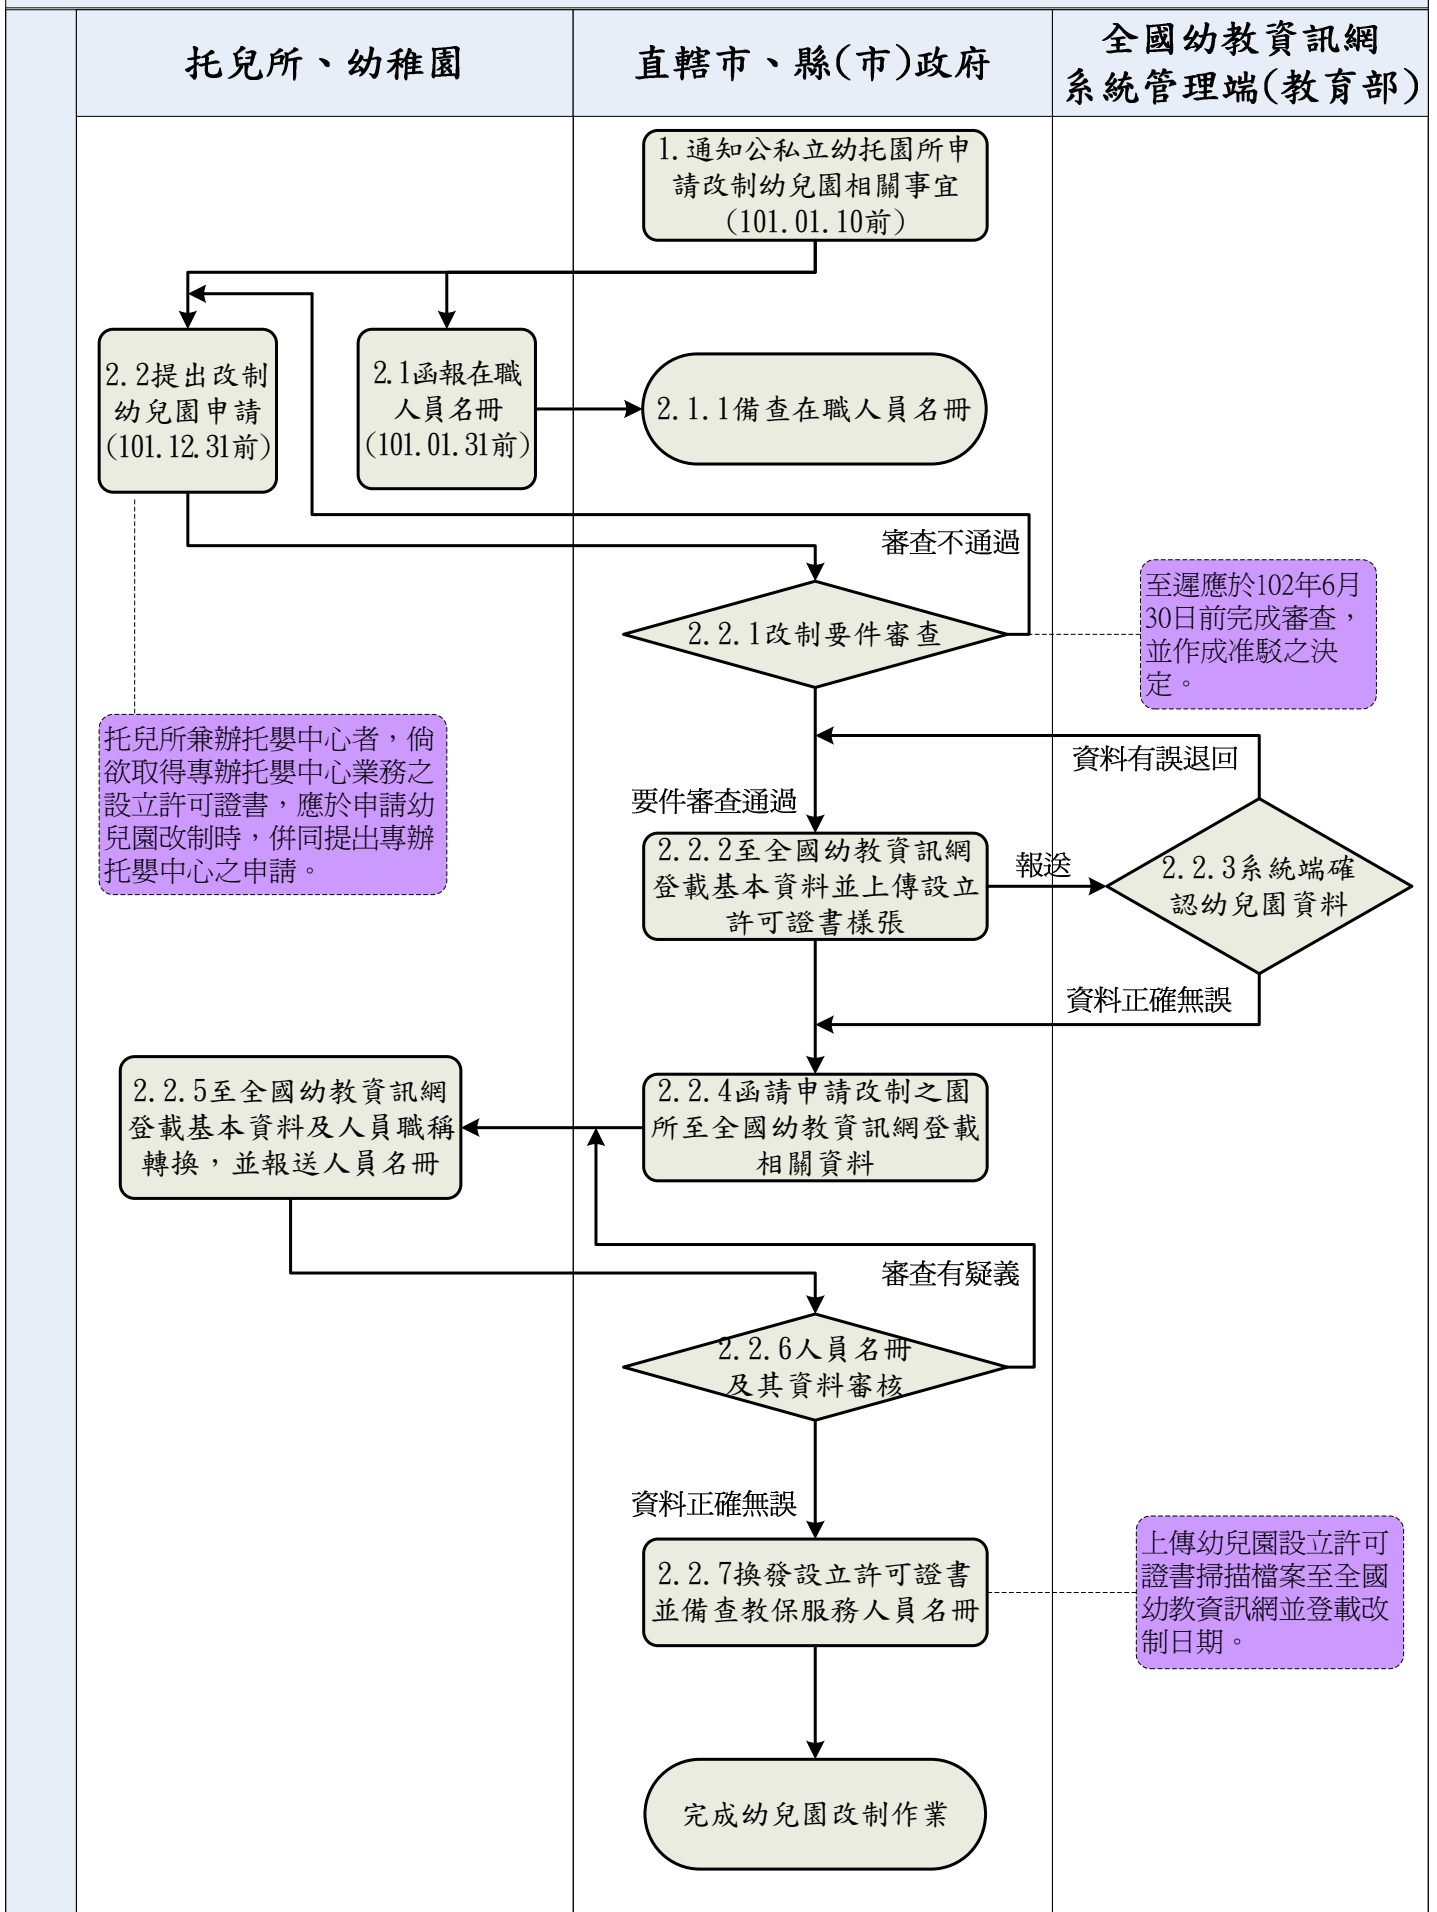 托兒所、幼稚園
直轄市、縣(市)政府
全國幼教資訊網
系統管理端(教育部)
1.通知公私立幼托園所申
請改制幼兒園相關事宜
(101.01.10前)
2.2提出改制
幼兒園申請
(101.12.31前)
2.1函報在職
人員名冊
(101.01.31前)
2.1.1備查在職人員名冊
審查不通過
2.2.1改制要件審查
至遲應於102年6月
30日前完成審查，
並作成准駁之決
定。
托兒所兼辦托嬰中心者，倘
欲取得專辦托嬰中心業務之
設立許可證書，應於申請幼
兒園改制時，併同提出專辦
托嬰中心之申請。
資料有誤退回
要件審查通過
2.2.2至全國幼教資訊網
登載基本資料並上傳設立
許可證書樣張
報送
2.2.3系統端確
認幼兒園資料
資料正確無誤
2.2.5至全國幼教資訊網
登載基本資料及人員職稱
轉換，並報送人員名冊
2.2.4函請申請改制之園
所至全國幼教資訊網登載
相關資料
審查有疑義
2.2.6人員名冊
及其資料審核
資料正確無誤
2.2.7換發設立許可證書
並備查教保服務人員名冊
上傳幼兒園設立許可
證書掃描檔案至全國
幼教資訊網並登載改
制日期。
完成幼兒園改制作業